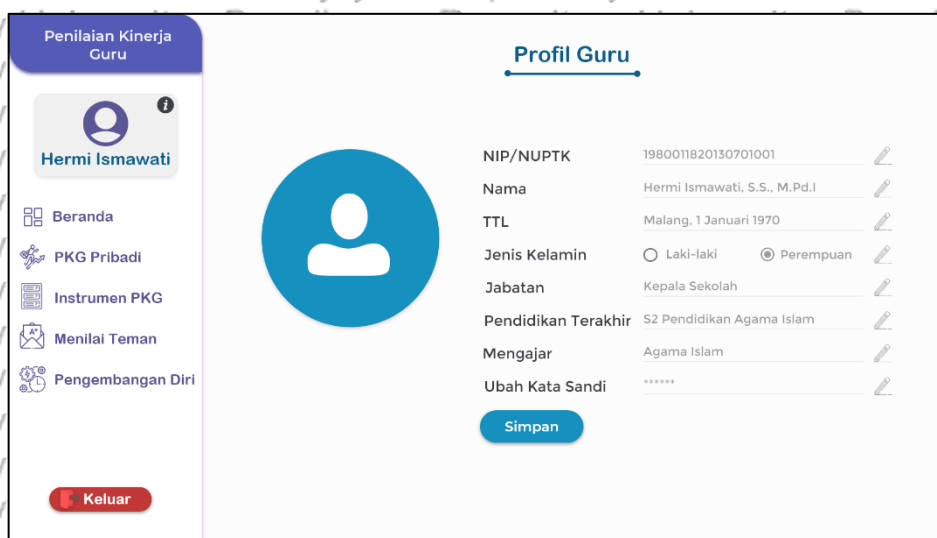 Penilaian Kinerja
Guru
i
Hermi Ismawati
Beranda
PKG Pribadi
Instrumen PKG
A+
Menilai Teman
Pengembangan Diri
Keluar
Profil Guru
NIP/NUPTK 1980011820130701001
Nama Hermi Ismawati, S.S., M.Pd.I
TTL Malang, 1 Januari 1970
Jenis Kelamin Laki-laki Perempuan
Jabatan Kepala Sekolah
Pendidikan Terakhir S2 Pendidikan Agama Islam
Mengajar Agama Islam
Ubah Kata Sandi ******
Simpan